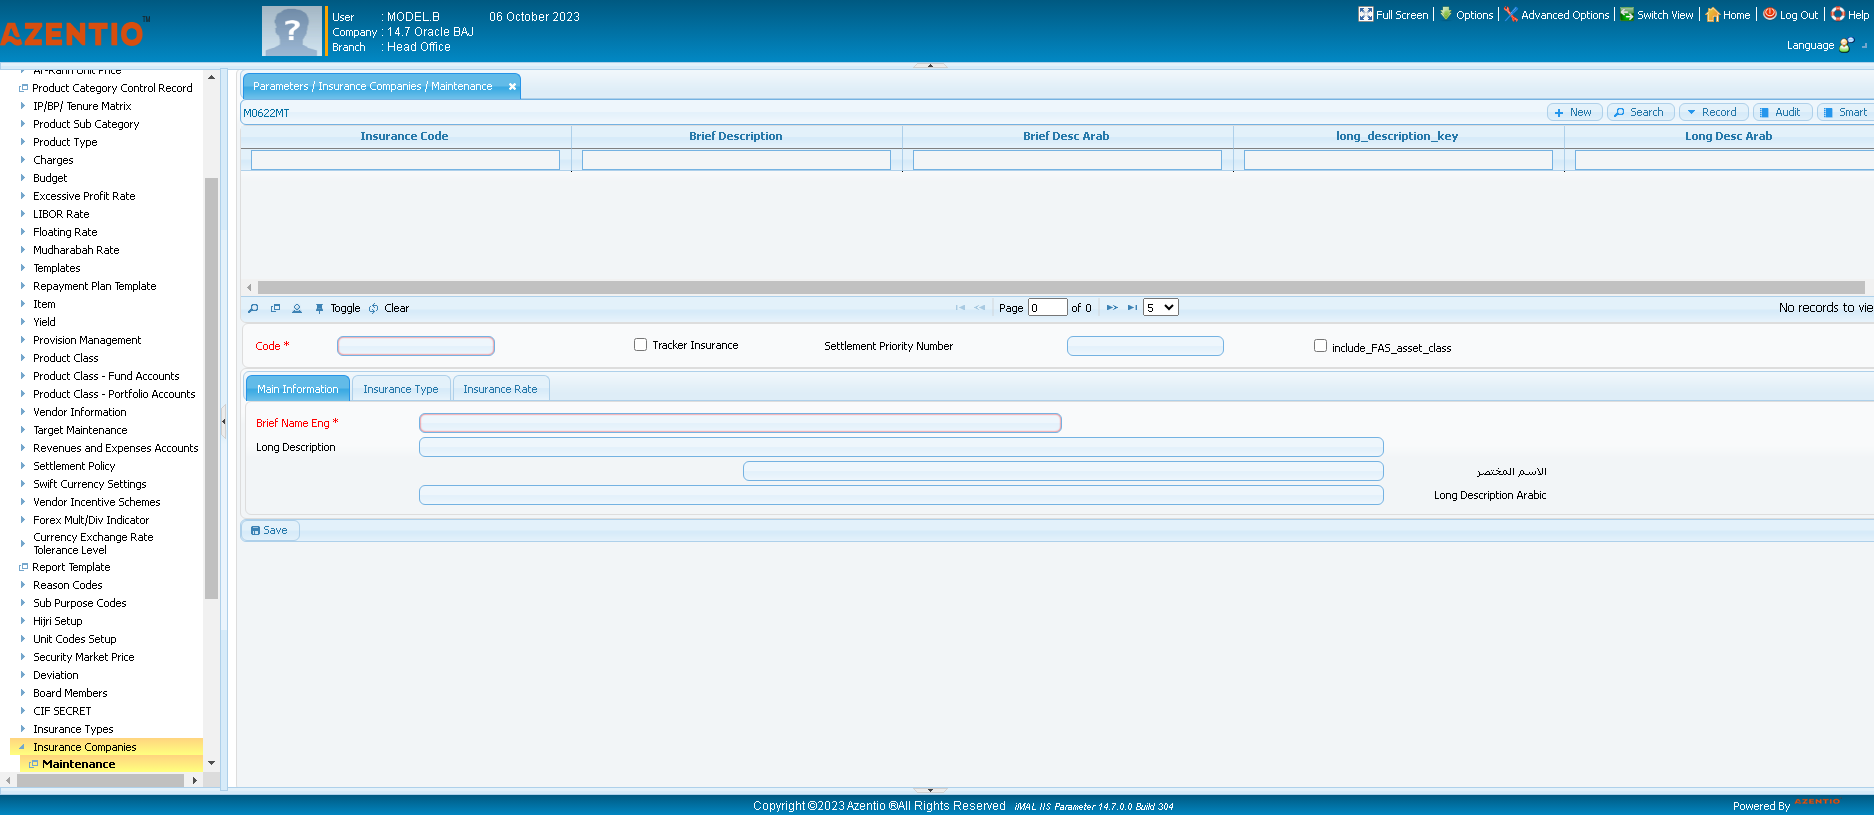 AZENTIO™
User : MODEL.B 06 October 2023
Company : 14.7 Oracle BAJ
Branch : Head Office
Full Screen Options Advanced Options Switch View Home Log Out Help
Language
Ar-Rahn Unit Price
Product Category Control Record
IP/BP/ Tenure Matrix
Product Sub Category
Product Type
Charges
Budget
Excessive Profit Rate
LIBOR Rate
Floating Rate
Mudharabah Rate
Templates
Repayment Plan Template
Item
Yield
Provision Management
Product Class
Product Class - Fund Accounts
Product Class - Portfolio Accounts
Vendor Information
Target Maintenance
Revenues and Expenses Accounts
Settlement Policy
Swift Currency Settings
Vendor Incentive Schemes
Forex Mult/Div Indicator
Currency Exchange Rate
Tolerance Level
Report Template
Reason Codes
Sub Purpose Codes
Hijri Setup
Unit Codes Setup
Security Market Price
Deviation
Board Members
CIF SECRET
Insurance Types
Insurance Companies
Maintenance
Parameters / Insurance Companies / Maintenance
M0622MT
New Search Record Audit Smart
Insurance Code Brief Description Brief Desc Arab long_description_key Long Desc Arab
Toggle Clear Page 0 of 0 5 No records to vie
Code * Tracker Insurance Settlement Priority Number include_FAS_asset_class
Main Information Insurance Type Insurance Rate
Brief Name Eng *
Long Description
الاسم المختصر
Long Description Arabic
Save
Copyright ©2023 Azentio ®All Rights Reserved iMAL IIS Parameter 14.7.0.0 Build 304
Powered By AZENTIO